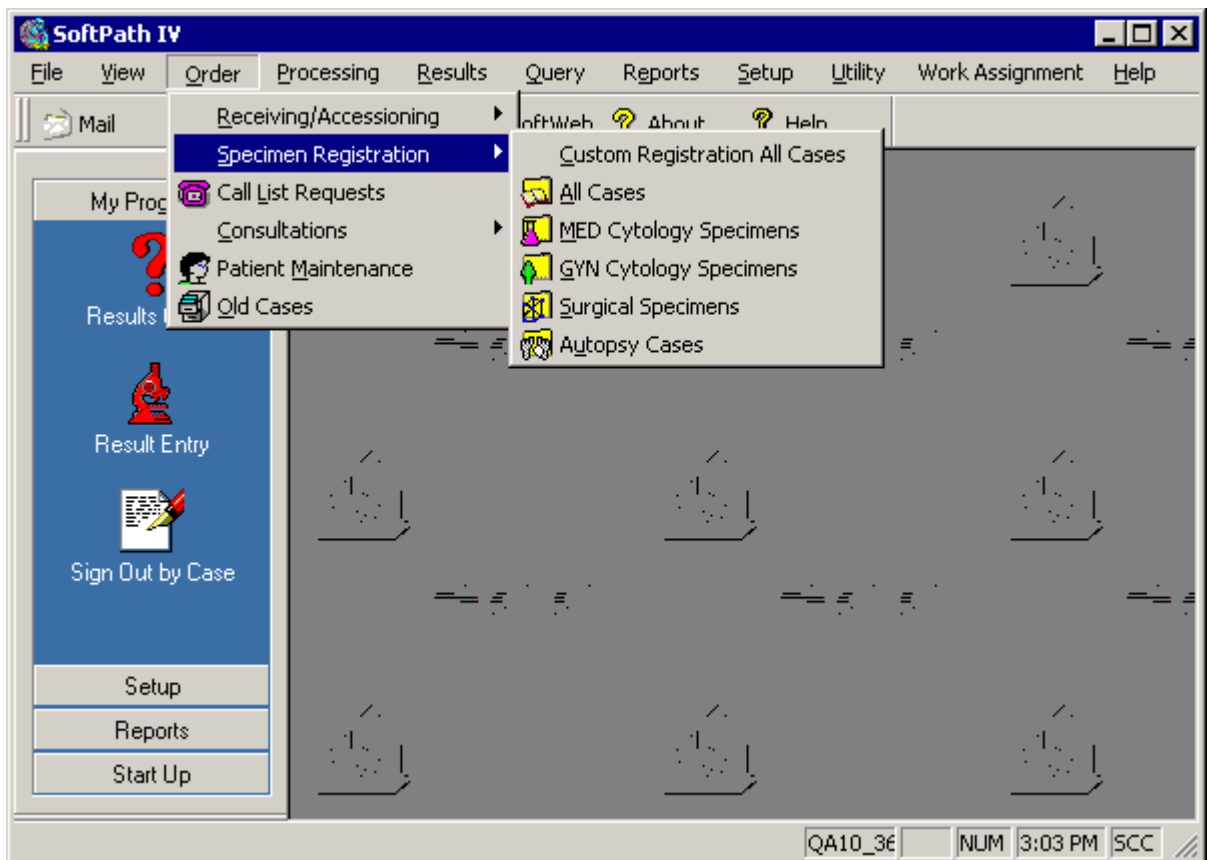 SoftPath IV
File View Order Processing Results Query Reports Setup Utility Work Assignment Help
Mail About Help
Receiving/Accessioning
Specimen Registration
Call List Requests
Consultations
Patient Maintenance
Old Cases
Custom Registration All Cases
All Cases
MED Cytology Specimens
GYN Cytology Specimens
Surgical Specimens
Autopsy Cases
My Prog
Results
Result Entry
Sign Out by Case
Setup
Reports
Start Up
QA10_36 NUM 3:03 PM SCC